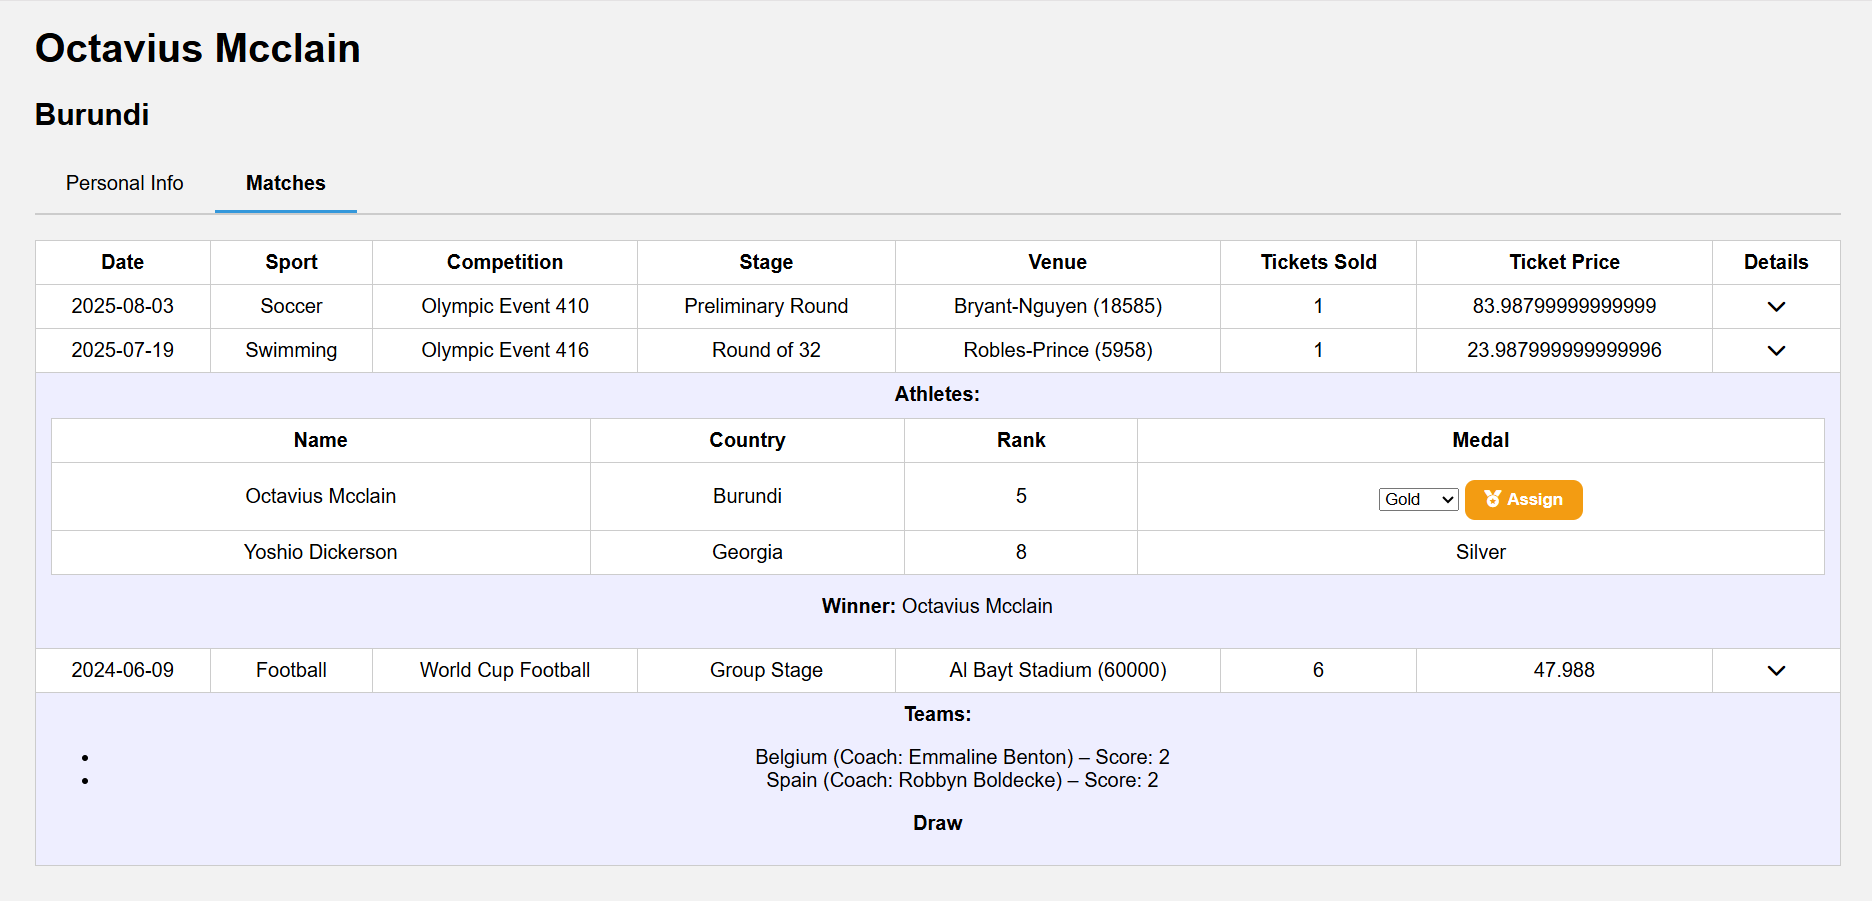 Octavius Mcclain
Burundi
Personal Info Matches
Date Sport Competition Stage Venue Tickets Sold Ticket Price Details
2025-08-03 Soccer Olympic Event 410 Preliminary Round Bryant-Nguyen (18585) 1 83.98799999999999
2025-07-19 Swimming Olympic Event 416 Round of 32 Robles-Prince (5958) 1 23.987999999999996
Athletes:
Name Country Rank Medal
Octavius Mcclain Burundi 5 Gold Assign
Yoshio Dickerson Georgia 8 Silver
Winner: Octavius Mcclain
2024-06-09 Football World Cup Football Group Stage Al Bayt Stadium (60000) 6 47.988
Teams:
• Belgium (Coach: Emmaline Benton) – Score: 2
• Spain (Coach: Robbyn Boldecke) – Score: 2
Draw